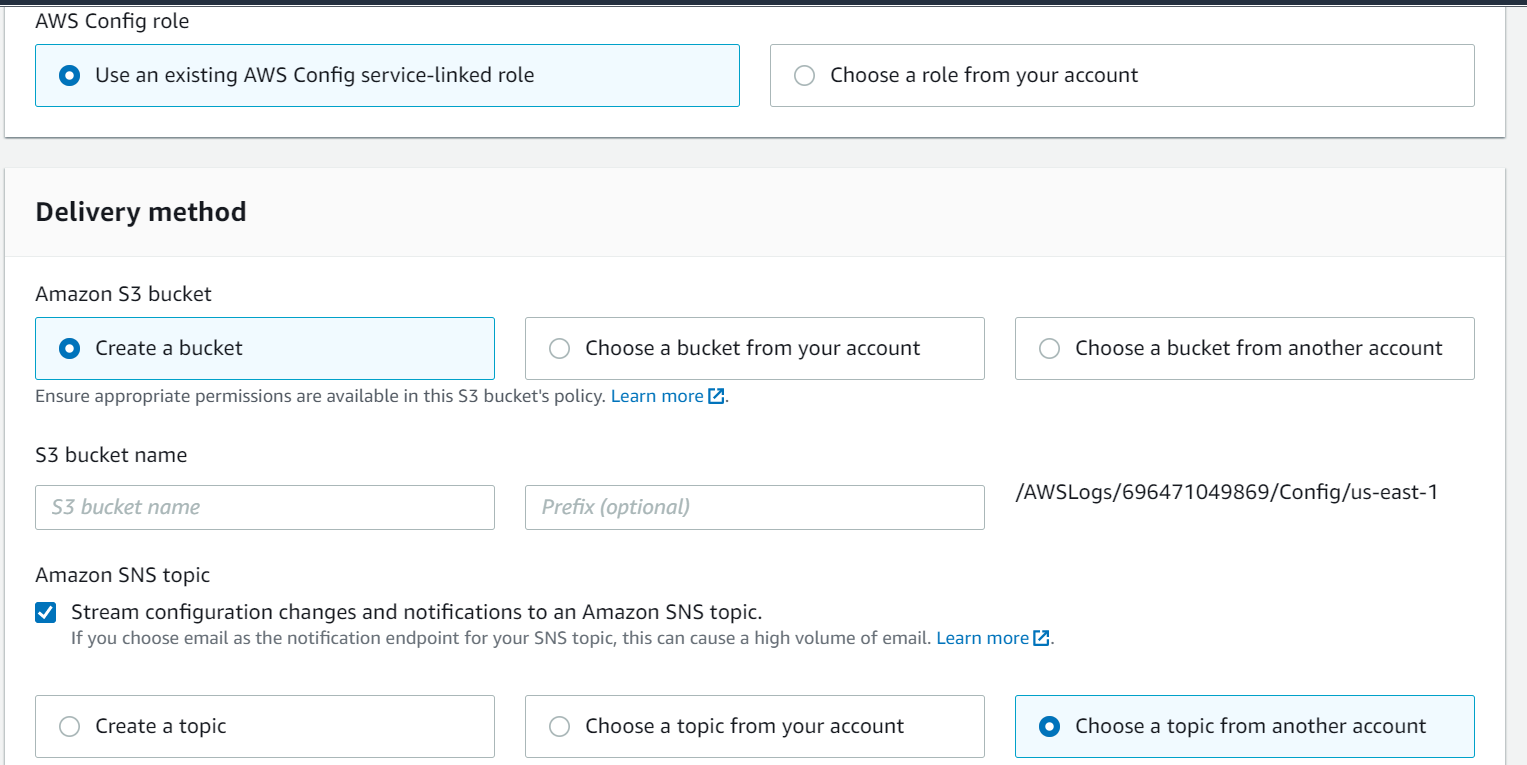 AWS Config role
Use an existing AWS Config service-linked role
Choose a role from your account
Delivery method
Amazon S3 bucket
Create a bucket
Choose a bucket from your account
Choose a bucket from another account
Ensure appropriate permissions are available in this S3 bucket's policy. Learn more.
S3 bucket name
S3 bucket name
Prefix (optional)
/AWSLogs/696471049869/Config/us-east-1
Amazon SNS topic
Stream configuration changes and notifications to an Amazon SNS topic.
If you choose email as the notification endpoint for your SNS topic, this can cause a high volume of email. Learn more.
Create a topic
Choose a topic from your account
Choose a topic from another account